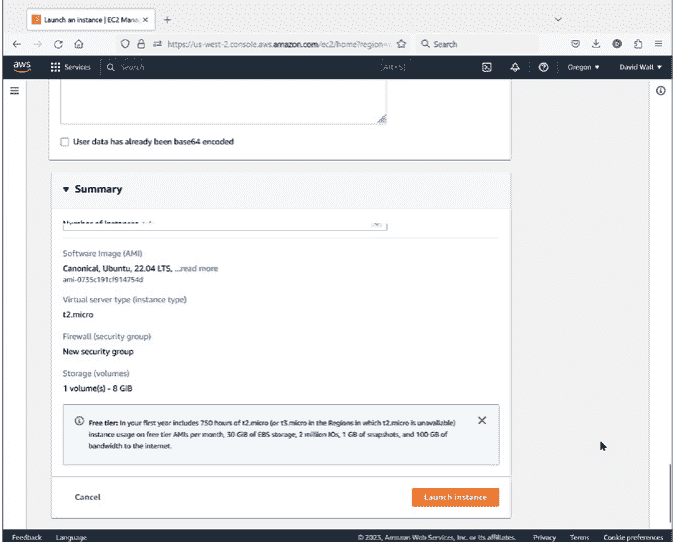 Launch an instance | EC2 Mana
https://us-west-2.console.aws.amazon.com/ec2/home?region=
Search
aws
Services
Search
[Alt+S]
Oregon
David Wall
User data has already been base64 encoded
Summary
Number of instances
Software Image (AMI)
Canonical, Ubuntu, 22.04 LTS, ...read more
ami-0735c191cf914754d
Virtual server type (instance type)
t2.micro
Firewall (security group)
New security group
Storage (volumes)
1 volume(s) - 8 GiB
Free tier: In your first year includes 750 hours of t2.micro (or t3.micro in the Regions in which t2.micro is unavailable)
instance usage on free tier AMIs per month, 30 GiB of EBS storage, 2 million IOs, 1 GB of snapshots, and 100 GB of
bandwidth to the internet.
Cancel
Launch instance
Feedback
Language
© 2023, Amazon Web Services, Inc. or its affiliates.
Privacy
Terms
Cookie preferences